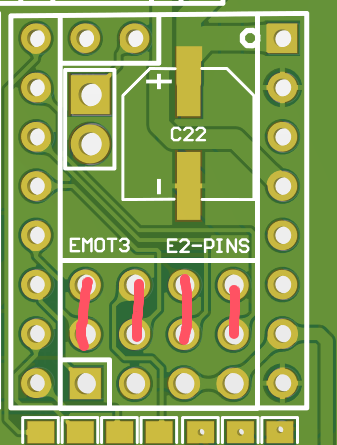 +
C22
-
EMOT3 E2-PINS